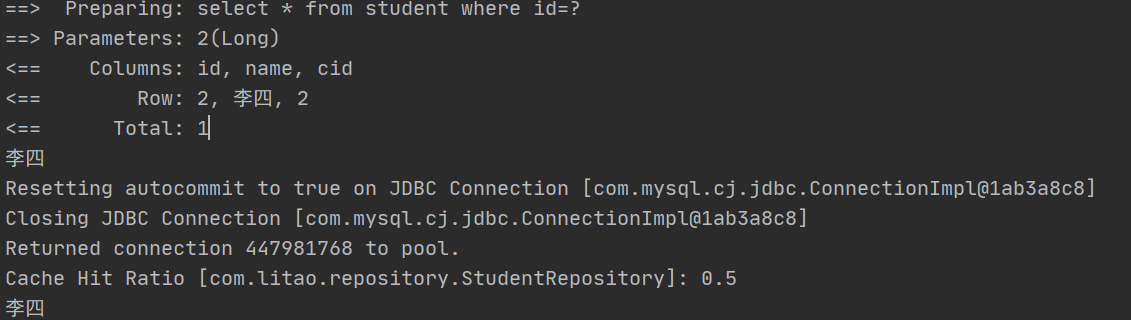 ==>  Preparing: select * from student where id=?
==> Parameters: 2(Long)
<==    Columns: id, name, cid
<==        Row: 2, 李四, 2
<==      Total: 1
李四
Resetting autocommit to true on JDBC Connection [com.mysql.cj.jdbc.ConnectionImpl@1ab3a8c8]
Closing JDBC Connection [com.mysql.cj.jdbc.ConnectionImpl@1ab3a8c8]
Returned connection 447981768 to pool.
Cache Hit Ratio [com.litao.repository.StudentRepository]: 0.5
李四